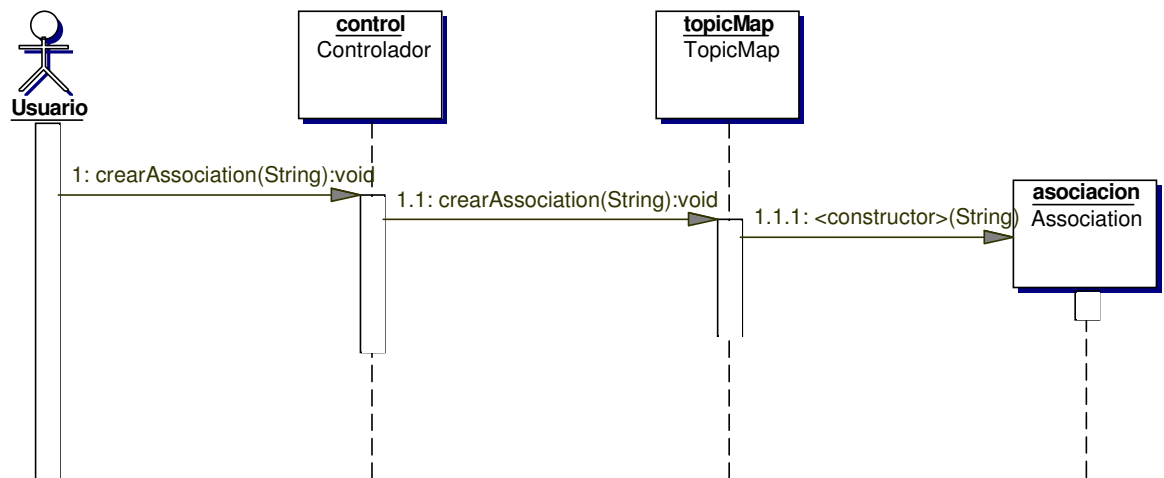 Usuario
control
Controlador
topicMap
TopicMap
1: crearAssociation(String):void
1.1: crearAssociation(String):void
1.1.1: <constructor>(String)
asociacion
Association